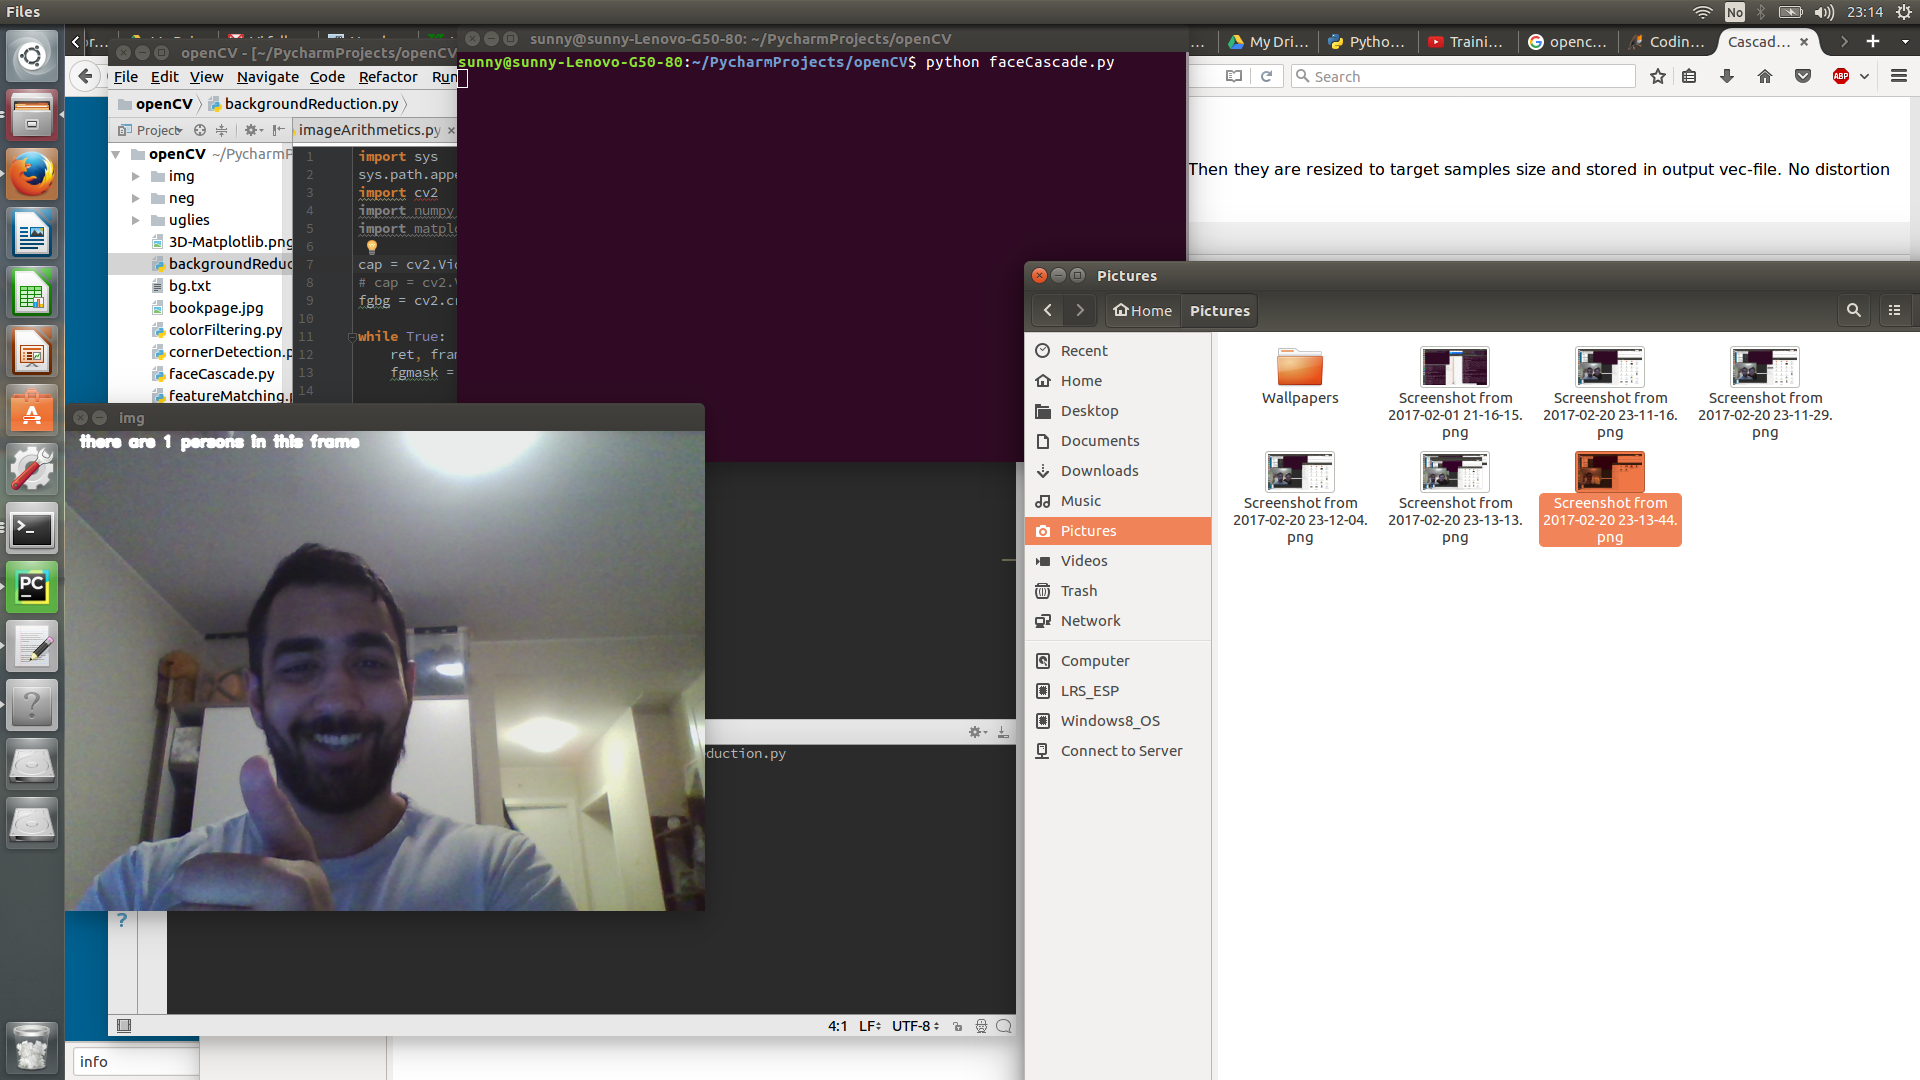 Files
No
23:14
openCV - [~/PycharmProjects/openCV
File Edit View Navigate Code Refactor Run
openCV
backgroundReduction.py
Project
imageArithmetics.py
openCV ~/PycharmP
img
neg
uglies
3D-Matplotlib.png
backgroundReduc
bg.txt
bookpage.jpg
colorFiltering.py
cornerDetection.p
faceCascade.py
featureMatching.
1 import sys
2 sys.path.appe
3 import cv2
4 import numpy
5 import matplo
6
7 cap = cv2.Vid
8 # cap = cv2.V
9 fgbg = cv2.cr
10
11 while True:
12 ret, fram
13 fgmask =
14
sunny@sunny-Lenovo-G50-80: ~/PycharmProjects/openCV
sunny@sunny-Lenovo-G50-80:~/PycharmProjects/openCV$ python faceCascade.py
My Dri...
Pytho...
Traini...
openc...
Codin...
Cascad...
Search
ABP
Then they are resized to target samples size and stored in output vec-file. No distortion
img
there are 1 persons in this frame
eduction.py
PC
4:1 LF UTF-8
info
Pictures
Home
Pictures
Recent
Home
Desktop
Documents
Downloads
Music
Pictures
Videos
Trash
Network
Computer
LRS_ESP
Windows8_OS
Connect to Server
Wallpapers
Screenshot from
2017-02-01 21-16-15.
png
Screenshot from
2017-02-20 23-11-16.
png
Screenshot from
2017-02-20 23-11-29.
png
Screenshot from
2017-02-20 23-12-04.
png
Screenshot from
2017-02-20 23-13-13.
png
Screenshot from
2017-02-20 23-13-44.
png